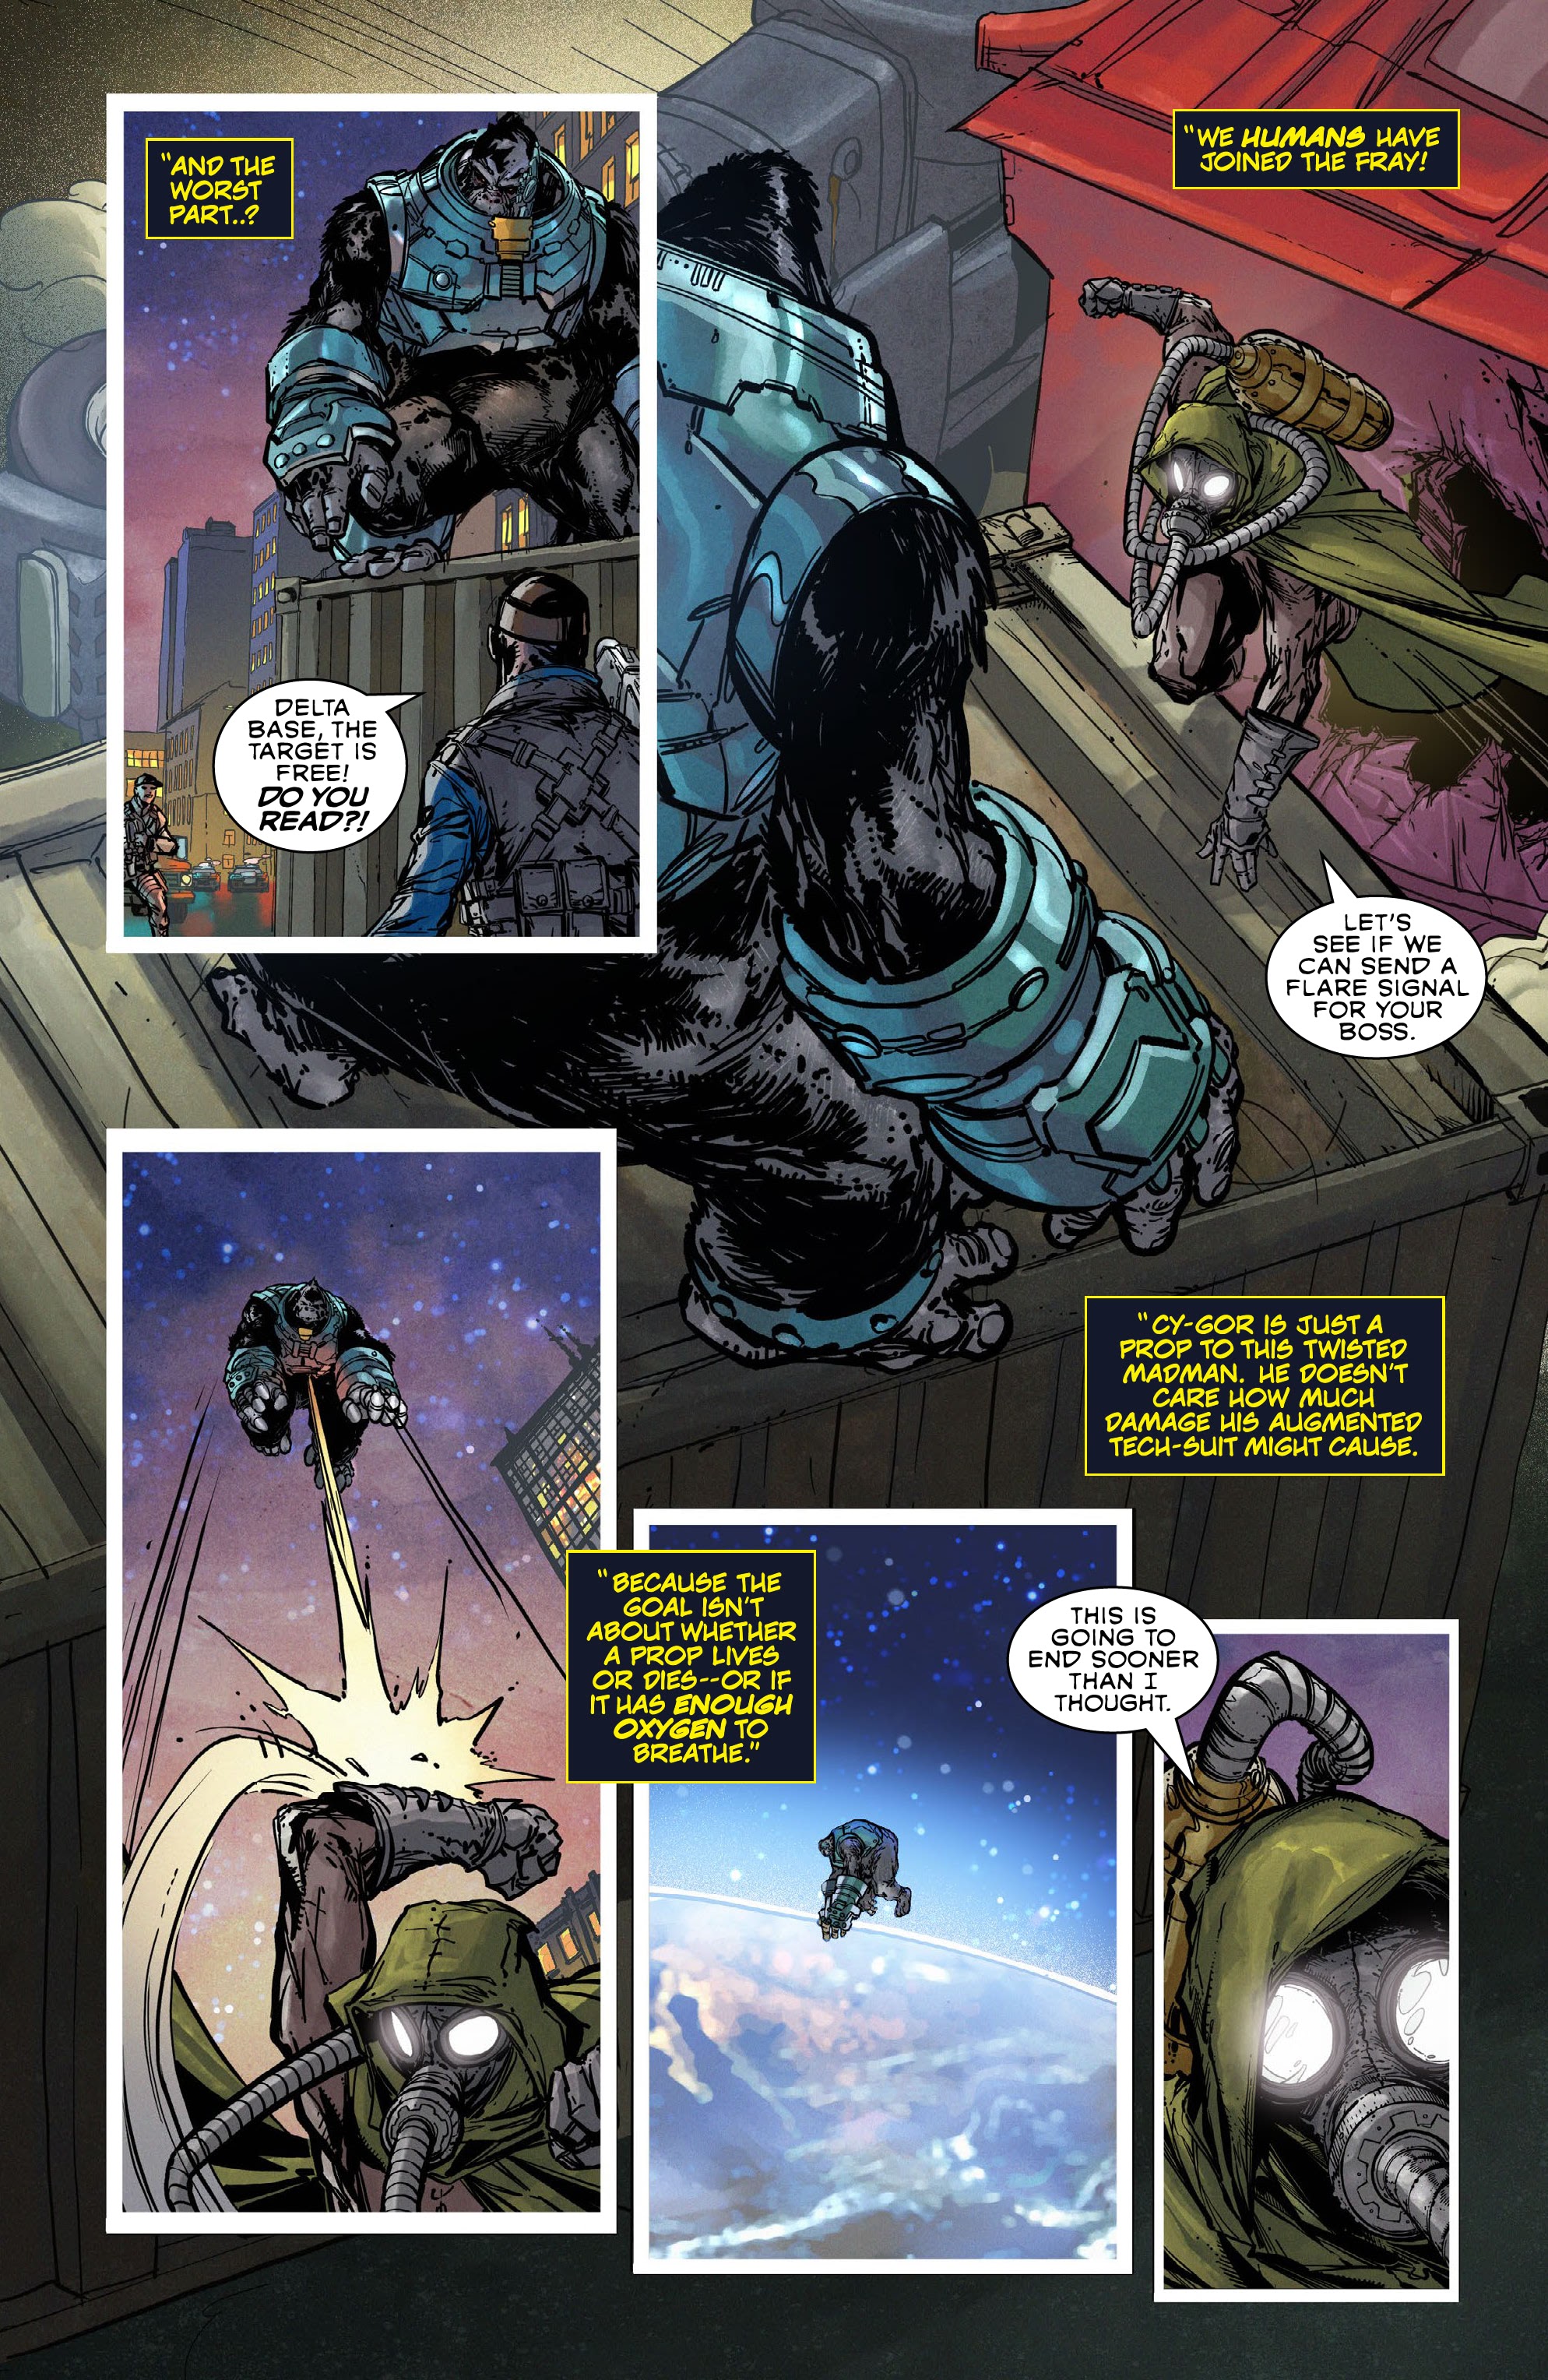 "AND THE
WORST
PART..?
DELTA
BASE, THE
TARGET IS
FREE!
DO YOU
READ?!
"WE HUMANS HAVE
JOINED THE FRAY!
LET'S
SEE IF WE
CAN SEND A
FLARE SIGNAL
FOR YOUR
BOSS.
"CY-GOR IS JUST A
PROP TO THIS TWISTED
MADMAN. HE DOESN'T
CARE HOW MUCH
DAMAGE HIS AUGMENTED
TECH-SUIT MIGHT CAUSE.
"BECAUSE THE
GOAL ISN'T
ABOUT WHETHER
A PROP LIVES
OR DIES--OR IF
IT HAS ENOUGH
OXYGEN TO
BREATHE."
THIS IS
GOING TO
END SOONER
THAN I
THOUGHT.